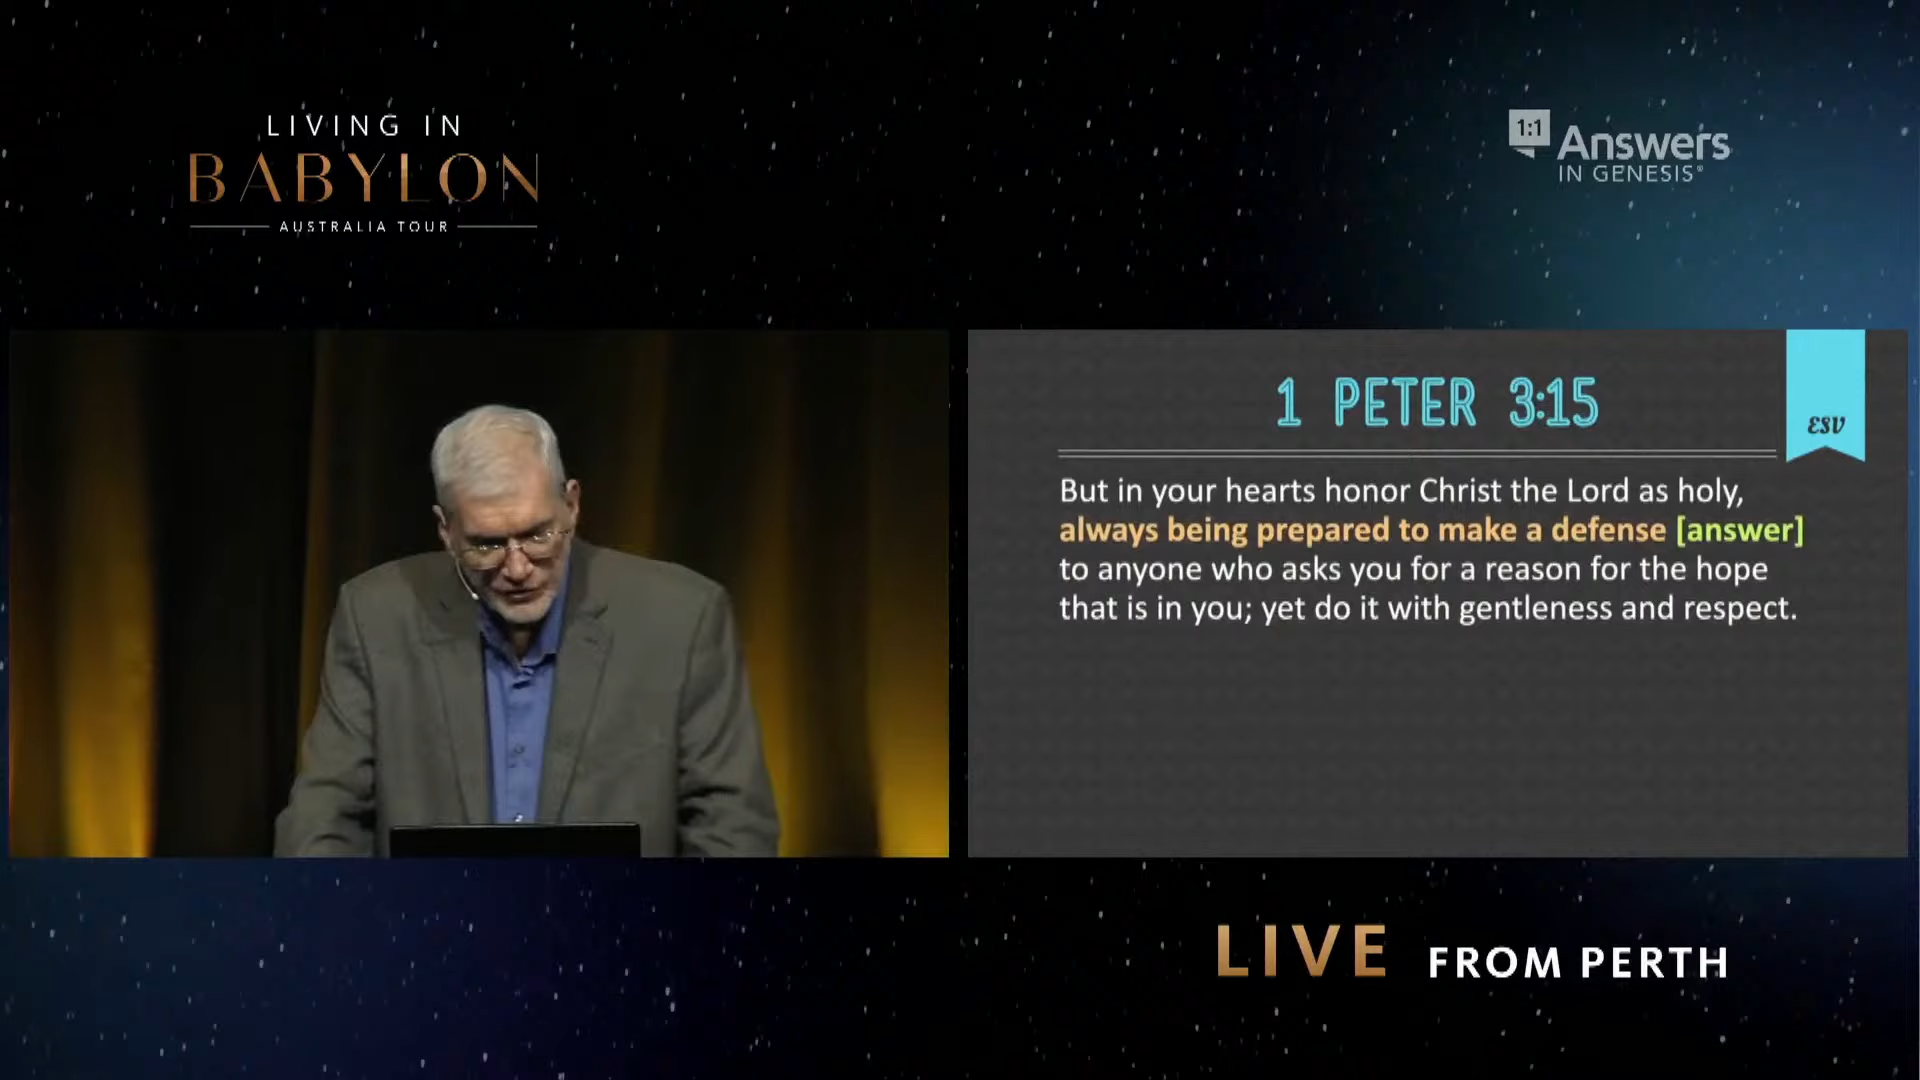 LIVING IN
BABYLON
AUSTRALIA TOUR
1:1
Answers
IN GENESIS®
1 PETER 3:15
ESV
But in your hearts honor Christ the Lord as holy,
always being prepared to make a defense [answer]
to anyone who asks you for a reason for the hope
that is in you; yet do it with gentleness and respect.
LIVE FROM PERTH